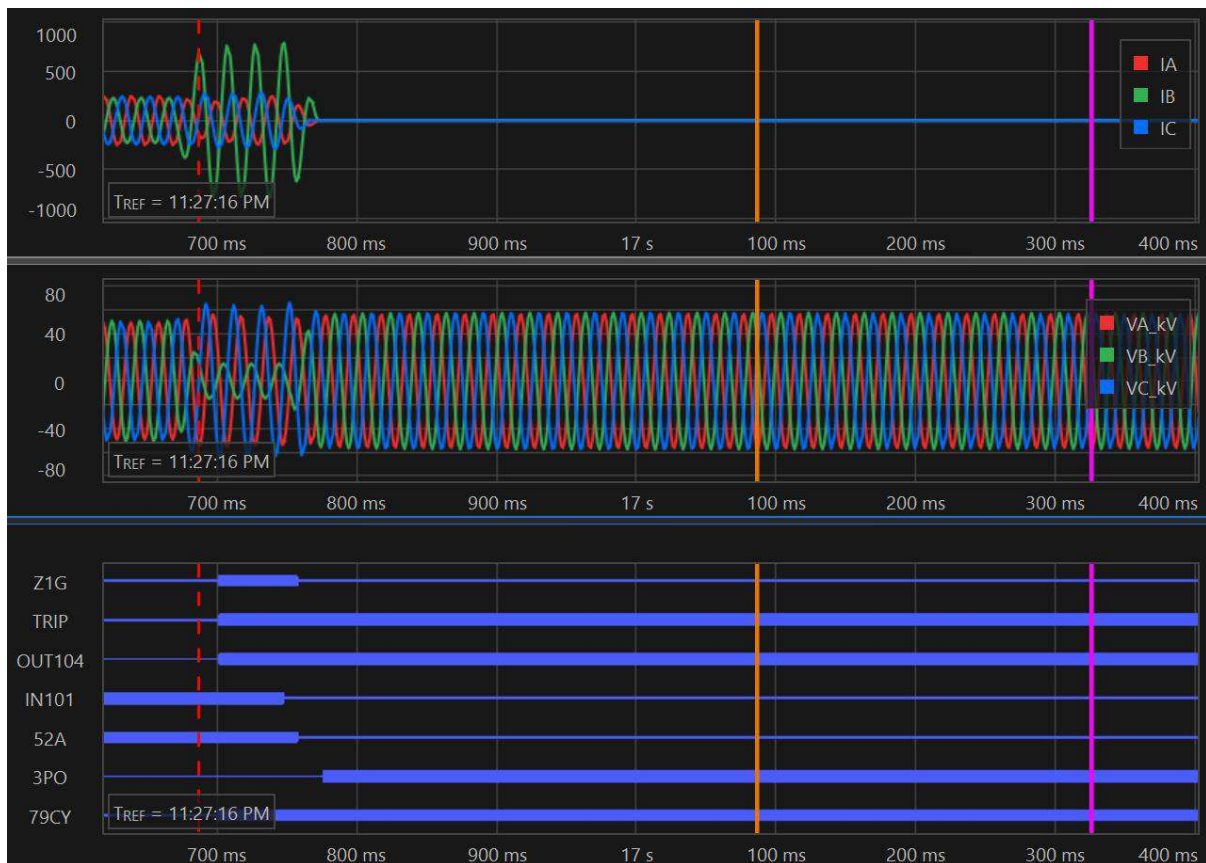 1000
500
0
-500
-1000
IA
IB
IC
TREF = 11:27:16 PM
700 ms 800 ms 900 ms 17 s 100 ms 200 ms 300 ms 400 ms
80
40
0
-40
-80
VA_kV
VB_kV
VC_kV
TREF = 11:27:16 PM
700 ms 800 ms 900 ms 17 s 100 ms 200 ms 300 ms 400 ms
Z1G
TRIP
OUT104
IN101
52A
3PO
79CY
TREF = 11:27:16 PM
700 ms 800 ms 900 ms 17 s 100 ms 200 ms 300 ms 400 ms